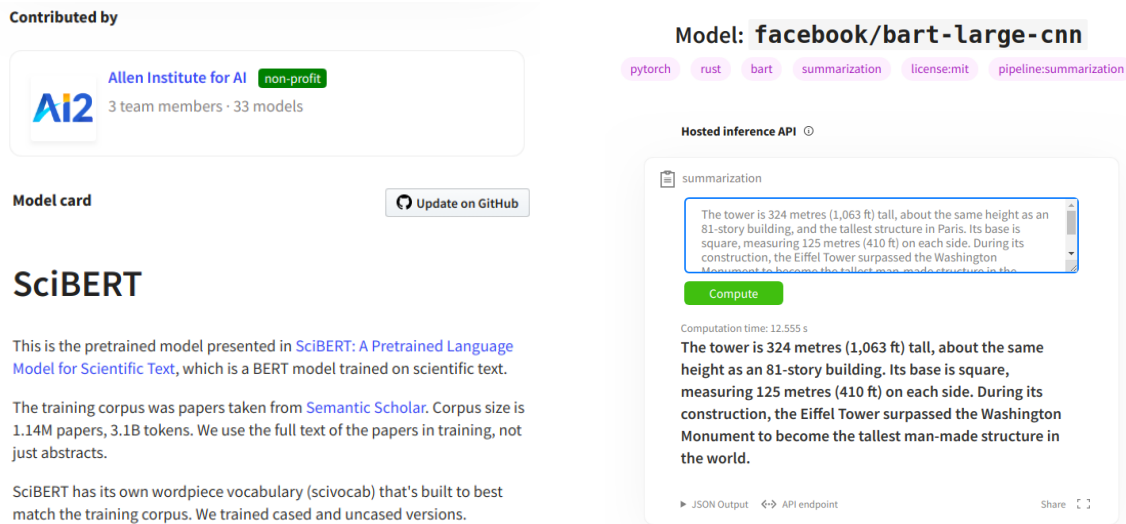 Contributed by
Ai2
Allen Institute for AI non-profit
3 team members · 33 models
Model card
Update on GitHub
SciBERT
This is the pretrained model presented in SciBERT: A Pretrained Language
Model for Scientific Text, which is a BERT model trained on scientific text.
The training corpus was papers taken from Semantic Scholar. Corpus size is
1.14M papers, 3.1B tokens. We use the full text of the papers in training, not
just abstracts.
SciBERT has its own wordpiece vocabulary (scivocab) that's built to best
match the training corpus. We trained cased and uncased versions.
Model: facebook/bart-large-cnn
pytorch rust bart summarization license:mit pipeline:summarization
Hosted inference API
summarization
The tower is 324 metres (1,063 ft) tall, about the same height as an
81-story building, and the tallest structure in Paris. Its base is
square, measuring 125 metres (410 ft) on each side. During its
construction, the Eiffel Tower surpassed the Washington
Monument to become the tallest man-made structure in the
Compute
Computation time: 12.555 s
The tower is 324 metres (1,063 ft) tall, about the same
height as an 81-story building. Its base is square,
measuring 125 metres (410 ft) on each side. During its
construction, the Eiffel Tower surpassed the Washington
Monument to become the tallest man-made structure in
the world.
JSON Output API endpoint Share